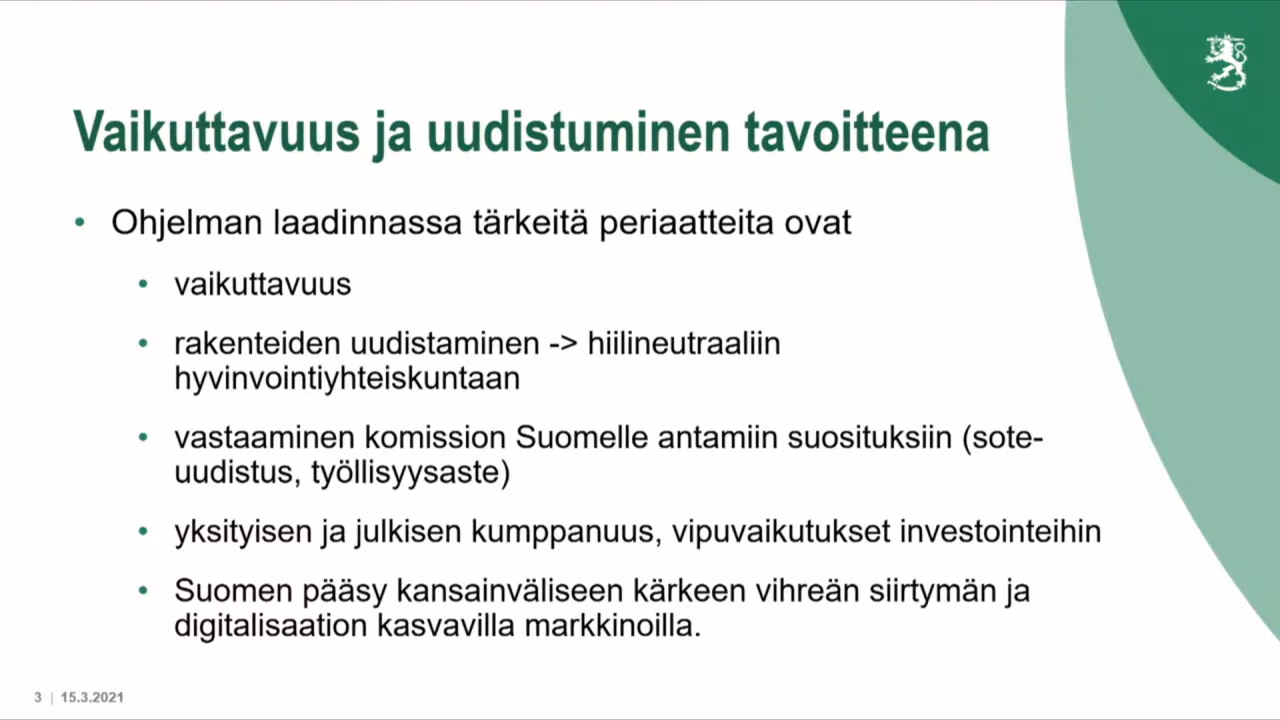 Vaikuttavuus ja uudistuminen tavoitteena
• Ohjelman laadinnassa tärkeitä periaatteita ovat
• vaikuttavuus
• rakenteiden uudistaminen -> hiilineutraaliin
hyvinvointiyhteiskuntaan
• vastaaminen komission Suomelle antamiin suosituksiin (sote-
uudistus, työllisyysaste)
• yksityisen ja julkisen kumppanuus, vipuvaikutukset investointeihin
• Suomen pääsy kansainväliseen kärkeen vihreän siirtymän ja
digitalisaation kasvavilla markkinoilla.
3 | 15.3.2021